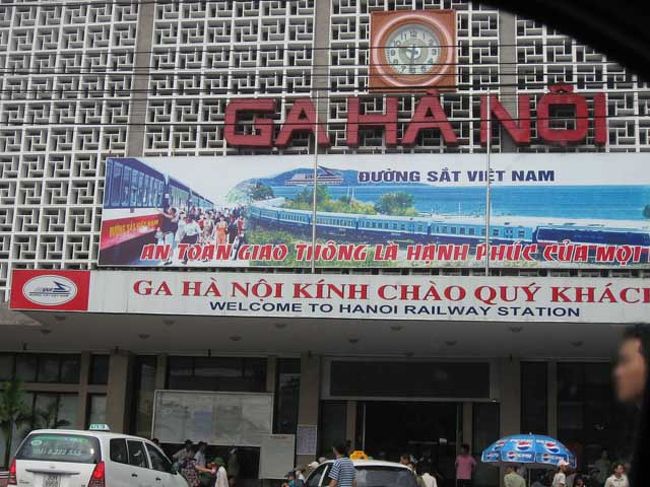 GA HÀ NỘI
ĐƯỜNG SẮT VIỆT NAM
AN TOÀN GIAO THÔNG LÀ HẠNH PHÚC CỦA MỌI
GA HÀ NỘI KÍNH CHÀO QUÝ KHÁCH
WELCOME TO HANOI RAILWAY STATION
PEPSI